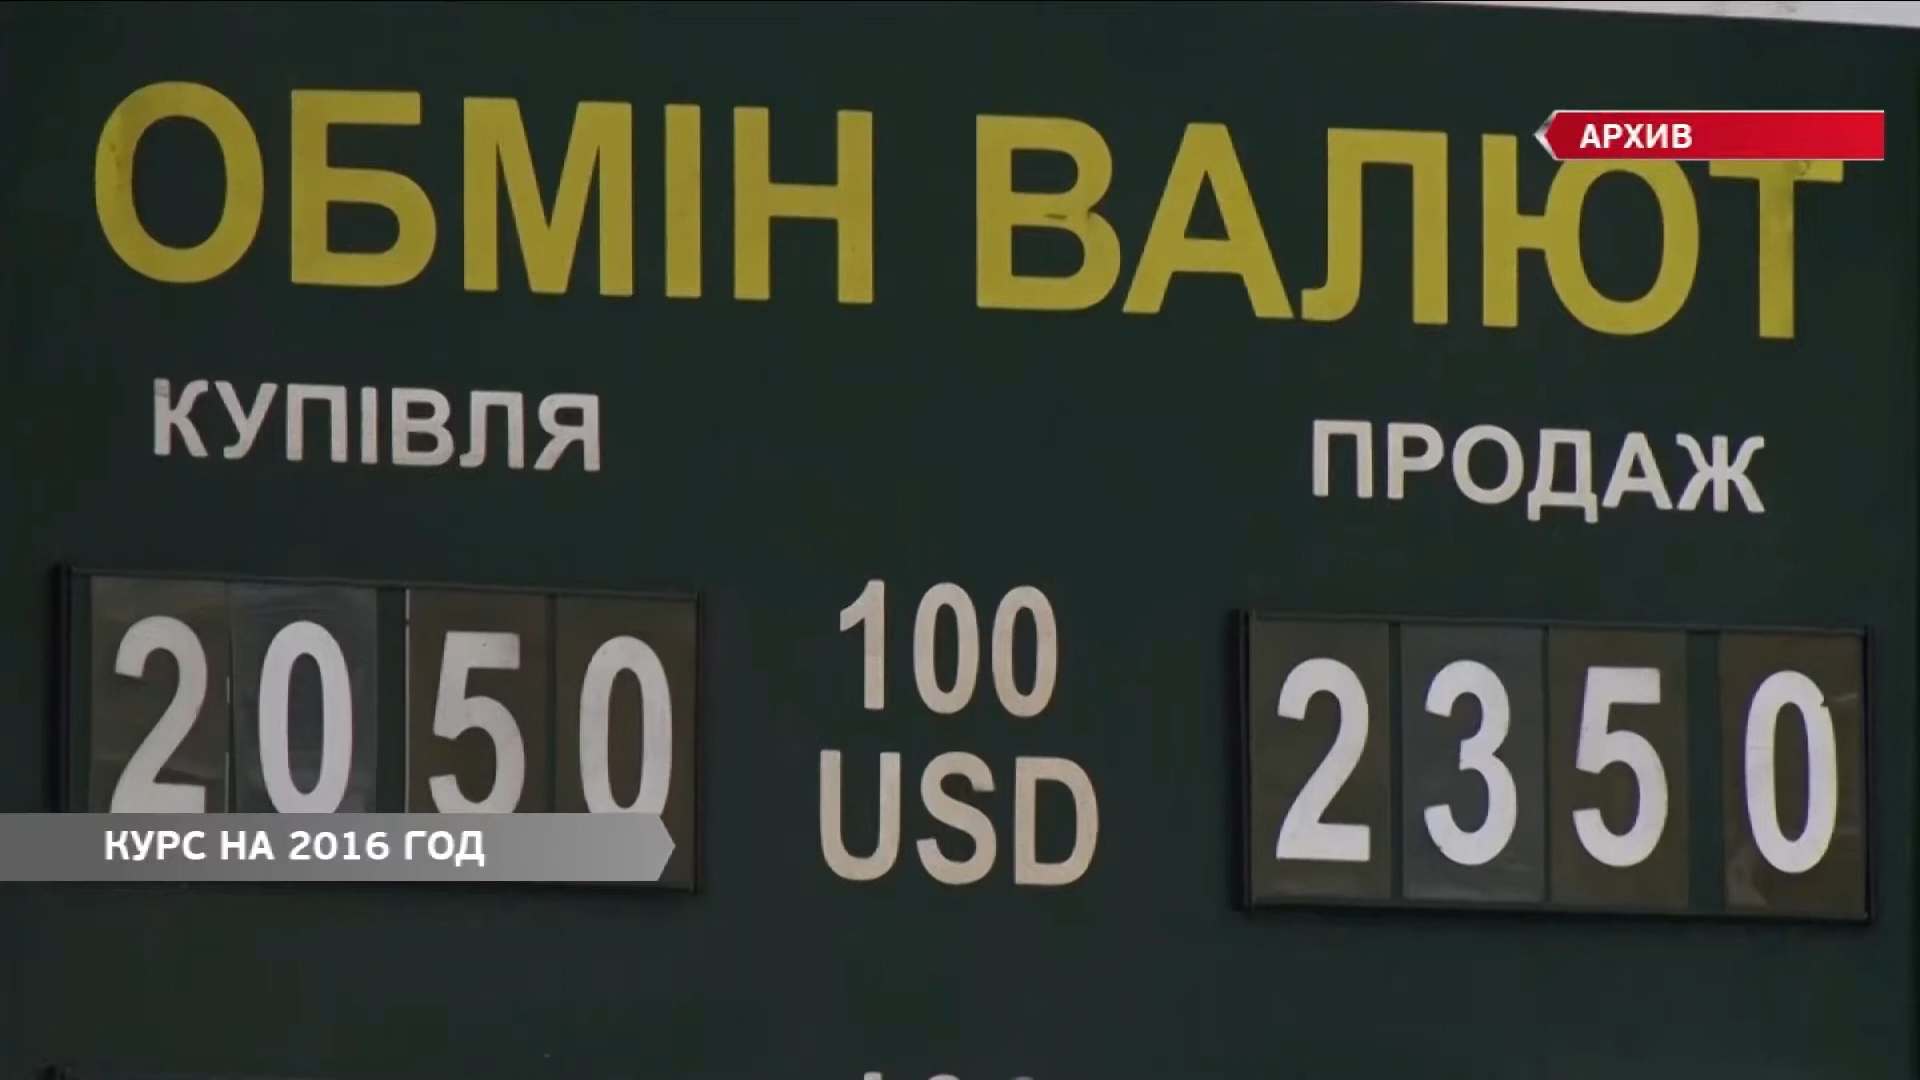 ОБМІН ВАЛЮТ
АРХИВ
КУПІВЛЯ
ПРОДАЖ
2050
100
USD
2350
КУРС НА 2016 ГОД